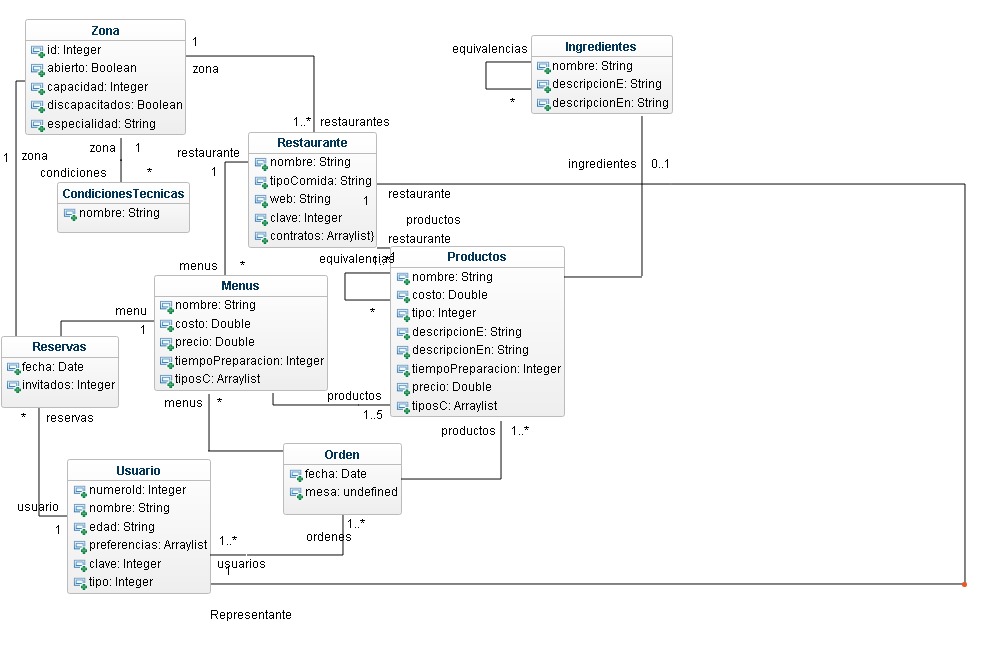 Zona
id: Integer
abierto: Boolean
capacidad: Integer
discapacitados: Boolean
especialidad: String
1
zona
1..* restaurantes
equivalencias
*
Ingredientes
nombre: String
descripcionE: String
descripcionEn: String
ingredientes 0..1
1 zona
zona 1
condiciones *
CondicionesTecnicas
nombre: String
restaurante
1
Restaurante
nombre: String
tipoComida: String
web: String
1
clave: Integer
contratos: Arraylist}
restaurante
productos
restaurante
equivalencias
1..*
*
Productos
nombre: String
costo: Double
tipo: Integer
descripcionE: String
descripcionEn: String
tiempoPreparacion: Integer
precio: Double
tiposC: Arraylist
menus *
Menus
nombre: String
costo: Double
precio: Double
tiempoPreparacion: Integer
tiposC: Arraylist
menu
1
Reservas
fecha: Date
invitados: Integer
* reservas
menus *
productos
1..5
productos 1..*
Orden
fecha: Date
mesa: undefined
1..*
ordenes
usuario
1
Usuario
numeroId: Integer
nombre: String
edad: String
preferencias: Arraylist
clave: Integer
tipo: Integer
1..*
usuarios
1
Representante